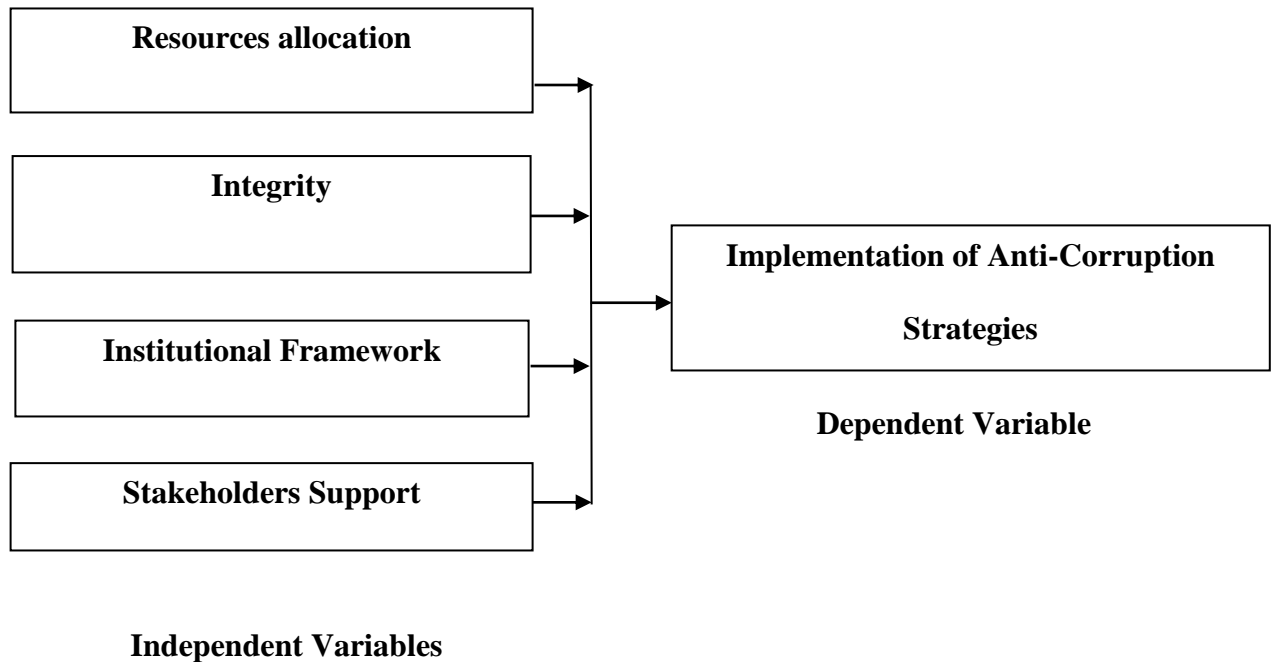 Resources allocation
Integrity
Institutional Framework
Stakeholders Support
Independent Variables
Implementation of Anti-Corruption
Strategies
Dependent Variable